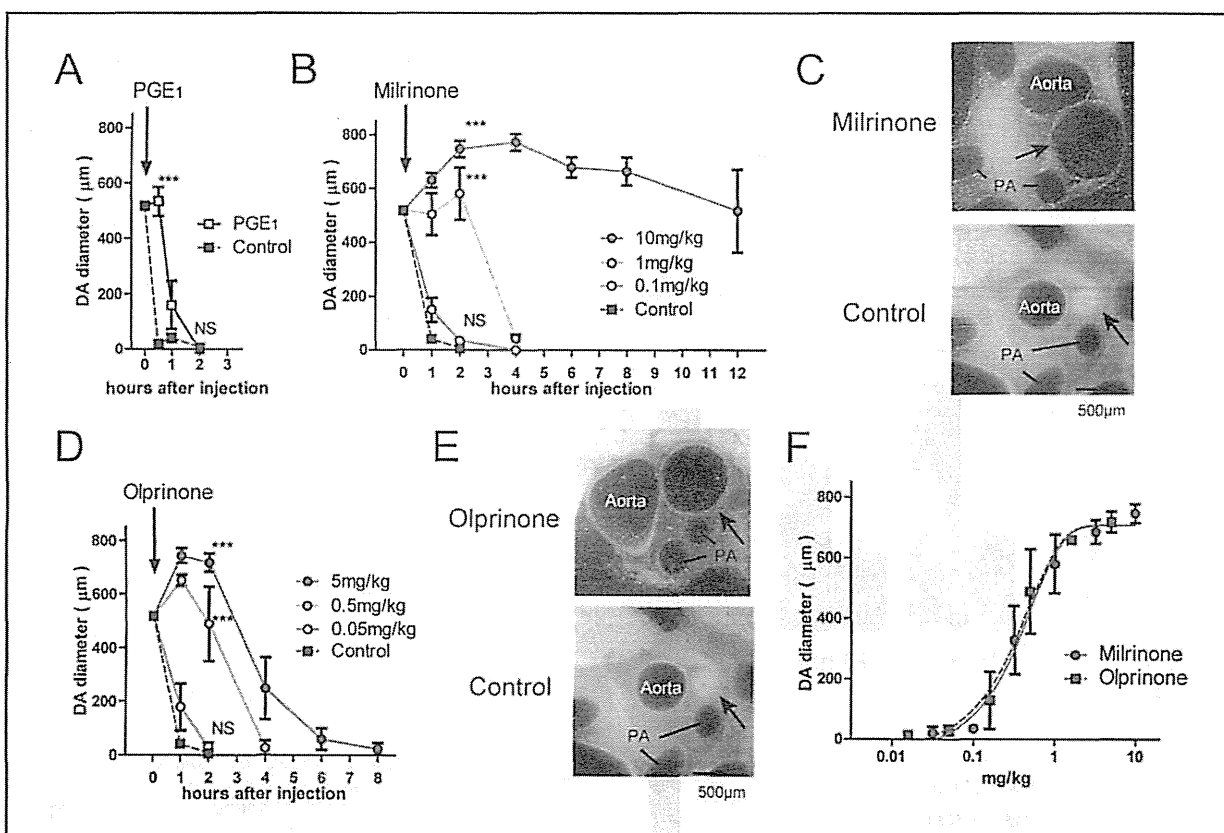 A
PGE1
DA diameter ( μm )
800
600
400
200
0
***
PGE1
Control
NS
0 1 2 3
hours after injection
B
Milrinone
DA diameter ( μm )
800
600
400
200
0
***
***
NS
10mg/kg
1mg/kg
0.1mg/kg
Control
0 1 2 3 4 5 6 7 8 9 10 11 12
hours after injection
C
Milrinone
Aorta
PA
Control
Aorta
PA
500μm
D
Olprinone
DA diameter ( μm )
800
600
400
200
0
***
***
NS
5mg/kg
0.5mg/kg
0.05mg/kg
Control
0 1 2 3 4 5 6 7 8
hours after injection
E
Olprinone
Aorta
PA
Control
Aorta
PA
500μm
F
DA diameter ( μm )
800
600
400
200
0
Milrinone
Olprinone
0.01 0.1 1 10
mg/kg